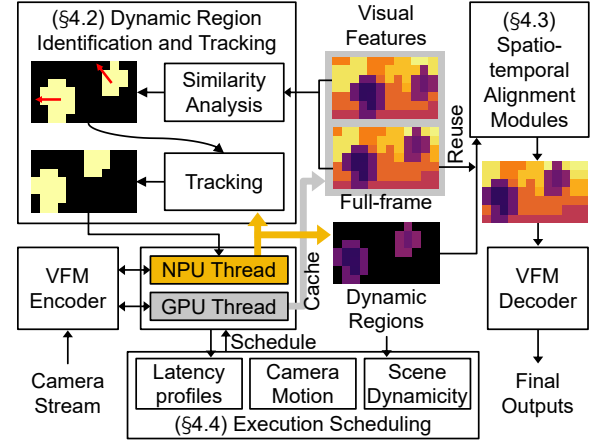 (§4.2) Dynamic Region
Identification and Tracking
Similarity
Analysis
Tracking
Visual
Features
Full-frame
Reuse
(§4.3)
Spatio-
temporal
Alignment
Modules
VFM
Encoder
NPU Thread
GPU Thread
Cache
Dynamic
Regions
VFM
Decoder
Schedule
Camera
Stream
Latency
profiles
Camera
Motion
Scene
Dynamicity
(§4.4) Execution Scheduling
Final
Outputs